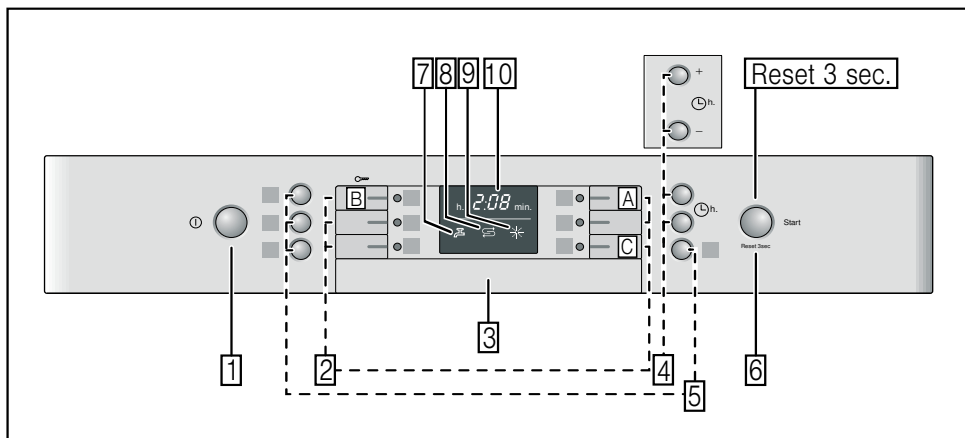 7 8 9 10
+
h.
−
Reset 3 sec.
B
h. 2:08 min.
A
h.
Start
C
Reset 3sec
3
1 2 4 5 6